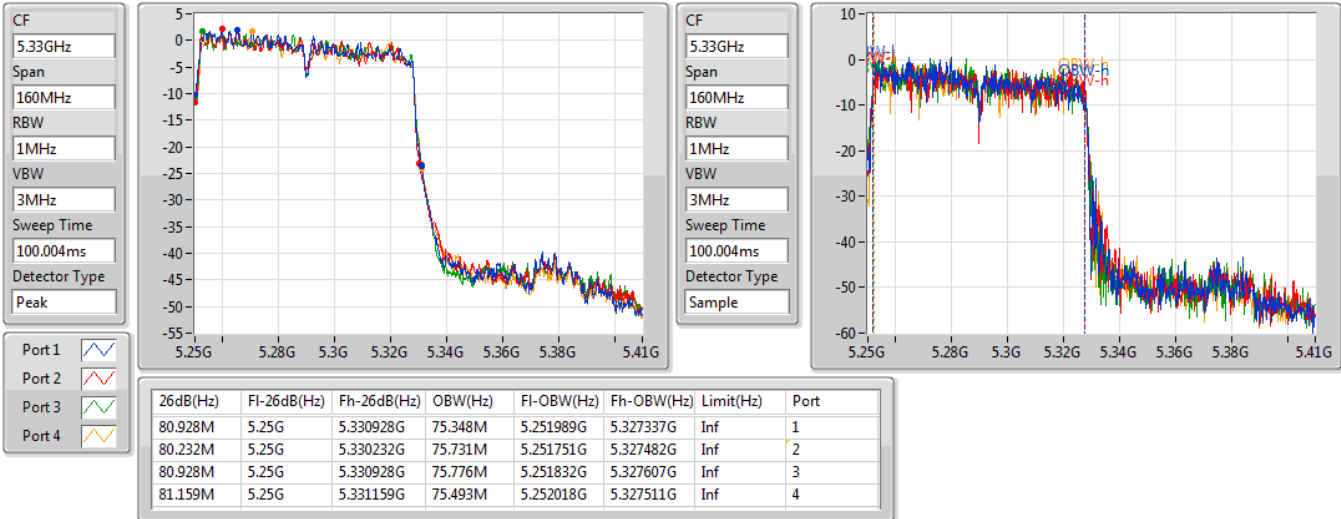 CF
5.33GHz
Span
160MHz
RBW
1MHz
VBW
3MHz
Sweep Time
100.004ms
Detector Type
Peak
5
0
-5
-10
-15
-20
-25
-30
-35
-40
-45
-50
-55
5.25G 5.28G 5.3G 5.32G 5.34G 5.36G 5.38G 5.41G
CF
5.33GHz
Span
160MHz
RBW
1MHz
VBW
3MHz
Sweep Time
100.004ms
Detector Type
Sample
10
0
-10
-20
-30
-40
-50
-60
OBW-h
5.25G 5.28G 5.3G 5.32G 5.34G 5.36G 5.38G 5.41G
Port 1
Port 2
Port 3
Port 4
26dB(Hz) Fl-26dB(Hz) Fh-26dB(Hz) OBW(Hz) Fl-OBW(Hz) Fh-OBW(Hz) Limit(Hz) Port
80.928M 5.25G 5.330928G 75.348M 5.251989G 5.327337G Inf 1
80.232M 5.25G 5.330232G 75.731M 5.251751G 5.327482G Inf 2
80.928M 5.25G 5.330928G 75.776M 5.251832G 5.327607G Inf 3
81.159M 5.25G 5.331159G 75.493M 5.252018G 5.327511G Inf 4